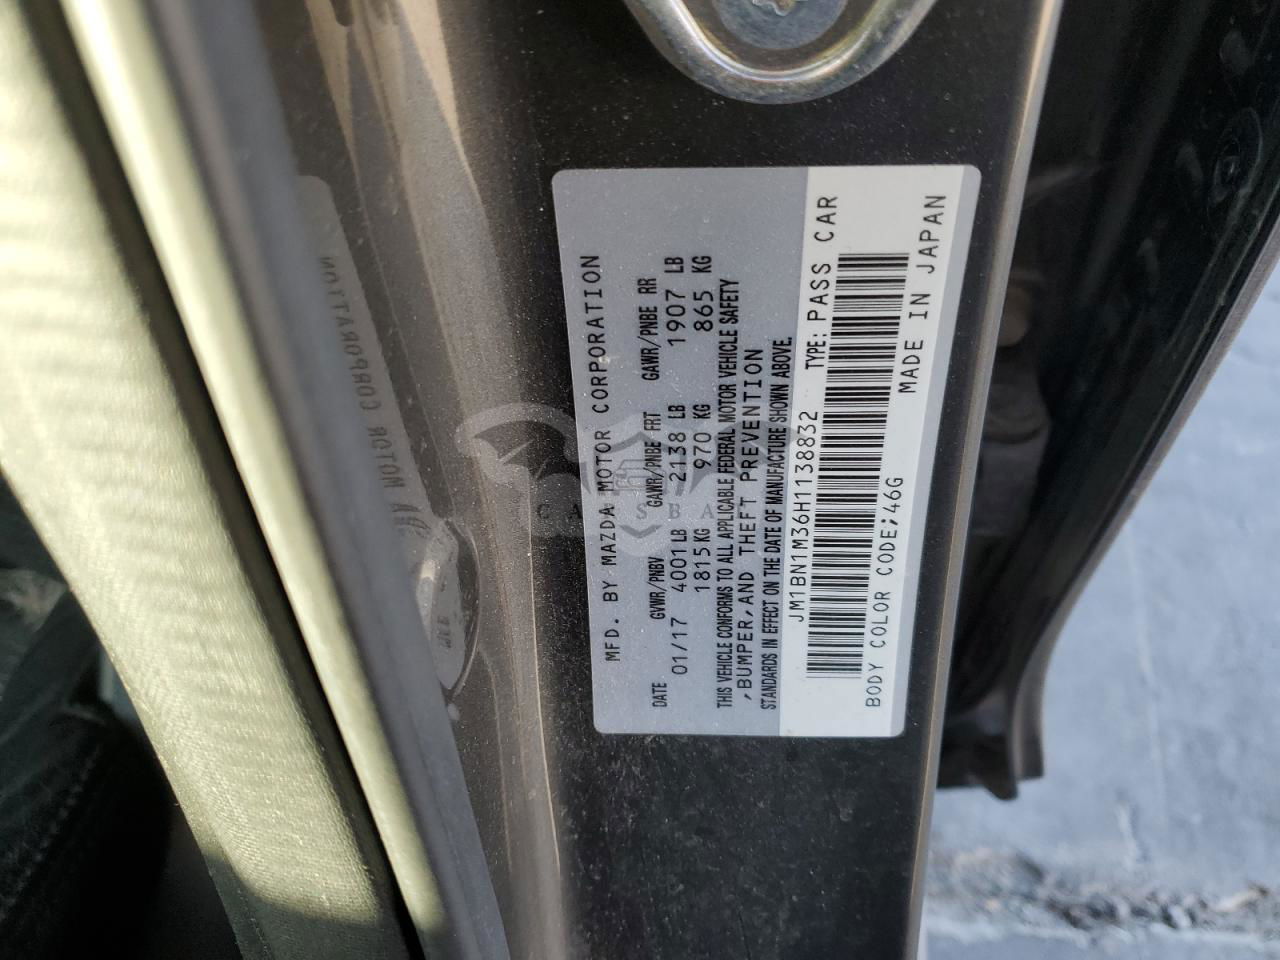 MFD. BY MAZDA MOTOR CORPORATION
DATE GVWR/PNBV GAWR/PNBE FRT GAWR/PNBE RR
01/17 4001 LB 2138 LB 1907 LB
1815 KG 970 KG 865 KG
THIS VEHICLE CONFORMS TO ALL APPLICABLE FEDERAL MOTOR VEHICLE SAFETY
,BUMPER,AND THEFT PREVENTION
STANDARDS IN EFFECT ON THE DATE OF MANUFACTURE SHOWN ABOVE.
JM1BN1M36H1138832 TYPE: PASS CAR
BODY COLOR CODE;46G MADE IN JAPAN